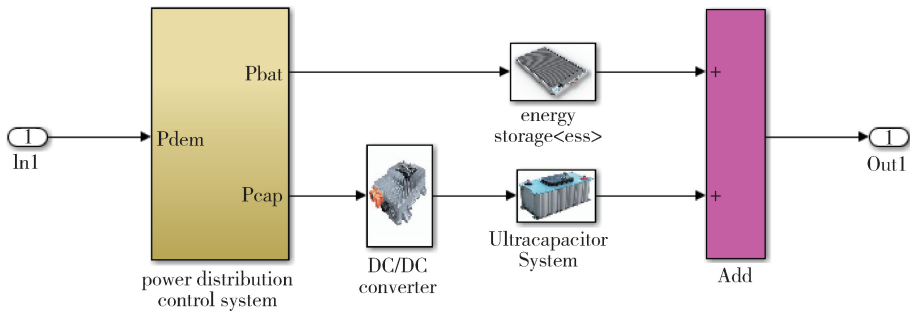 Pbat
energy
storage<ess>
+
1
In1
Pdem
1
Out1
Pcap
+
Ultracapacitor
System
DC/DC
converter
Add
power distribution
control system